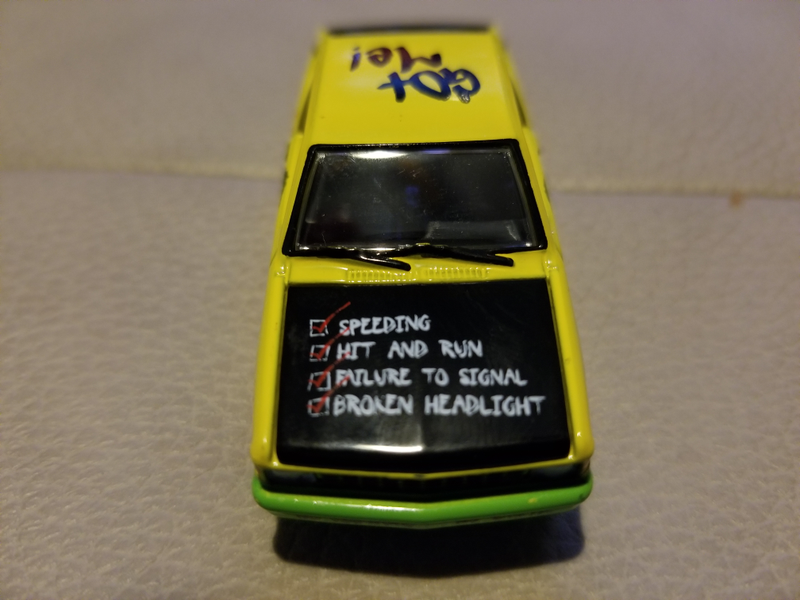 GOt
Me!
SPEEDING
HIT AND RUN
FAILURE TO SIGNAL
BROKEN HEADLIGHT